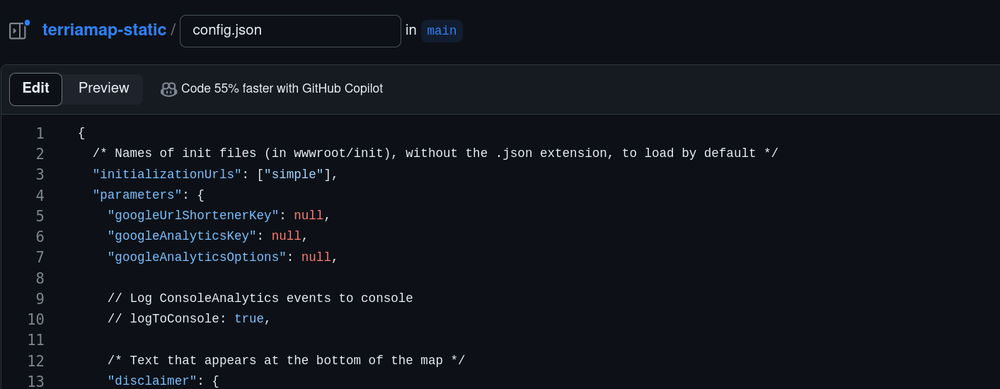 terriamap-static / config.json in main
Edit Preview Code 55% faster with GitHub Copilot
1 {
2 /* Names of init files (in wwwroot/init), without the .json extension, to load by default */
3 "initializationUrls": ["simple"],
4 "parameters": {
5 "googleUrlShortenerKey": null,
6 "googleAnalyticsKey": null,
7 "googleAnalyticsOptions": null,
8
9 // Log ConsoleAnalytics events to console
10 // logToConsole: true,
11
12 /* Text that appears at the bottom of the map */
13 "disclaimer": {